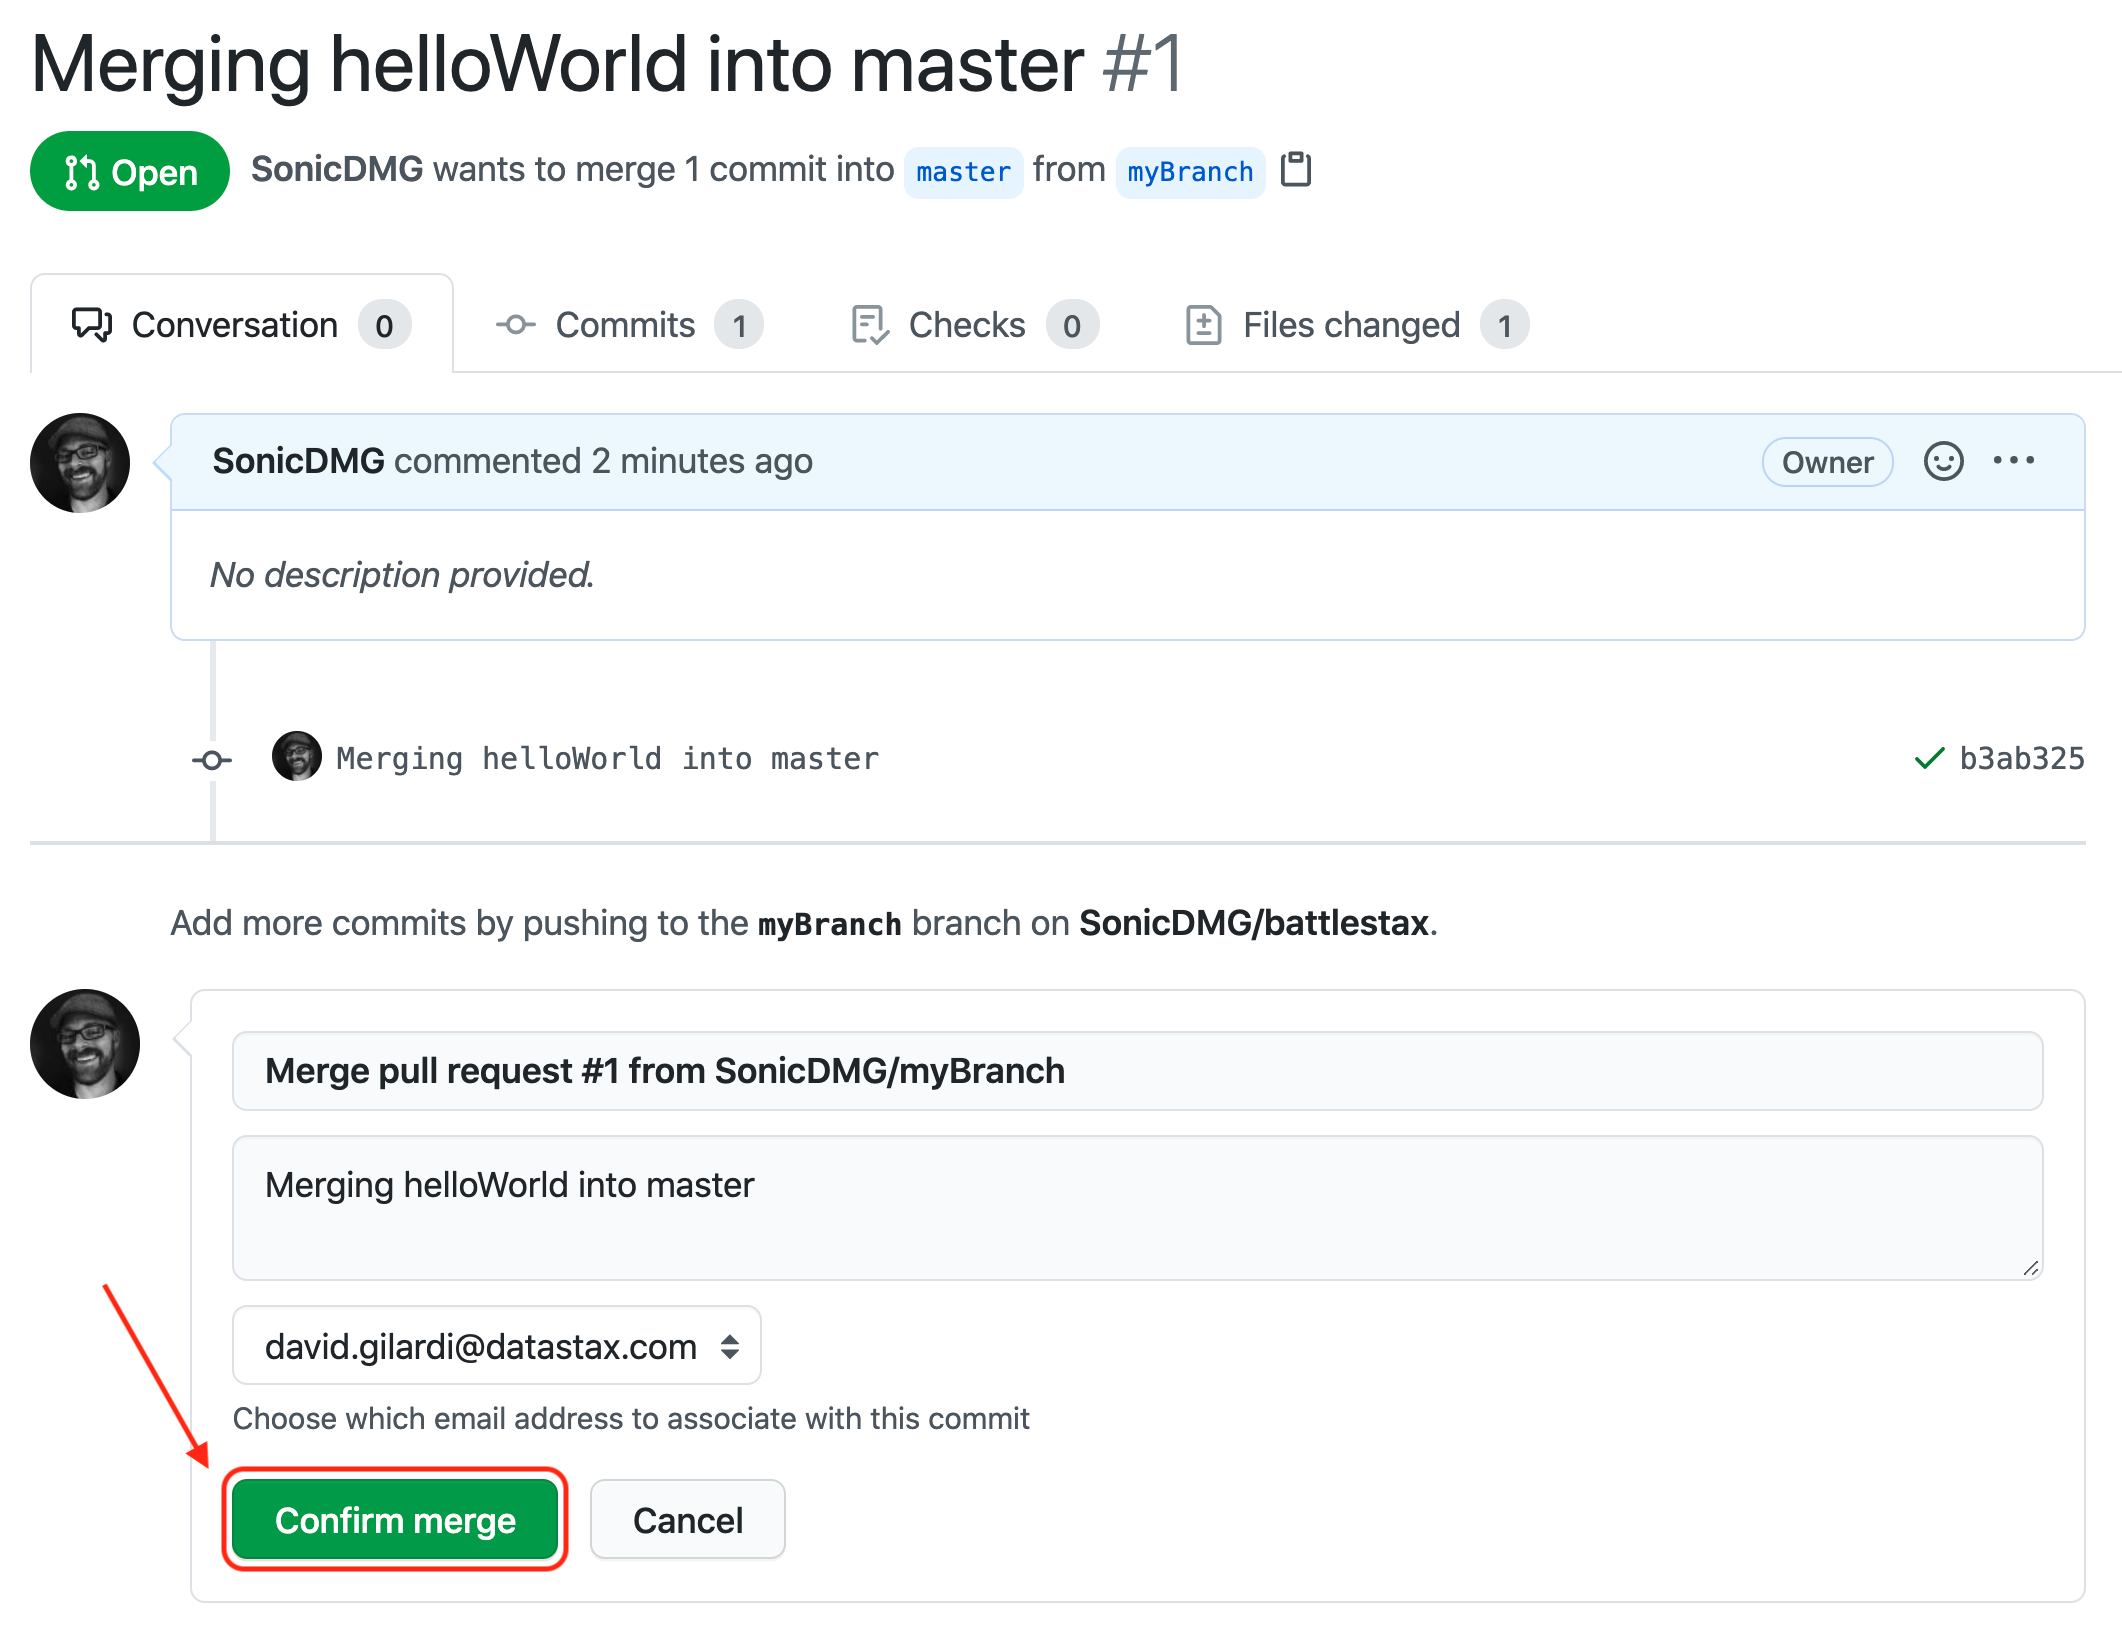 Merging helloWorld into master #1
Open SonicDMG wants to merge 1 commit into master from myBranch
Conversation 0 Commits 1 Checks 0 Files changed 1
SonicDMG commented 2 minutes ago Owner
No description provided.
Merging helloWorld into master b3ab325
Add more commits by pushing to the myBranch branch on SonicDMG/battlestax.
Merge pull request #1 from SonicDMG/myBranch
Merging helloWorld into master
david.gilardi@datastax.com
Choose which email address to associate with this commit
Confirm merge Cancel